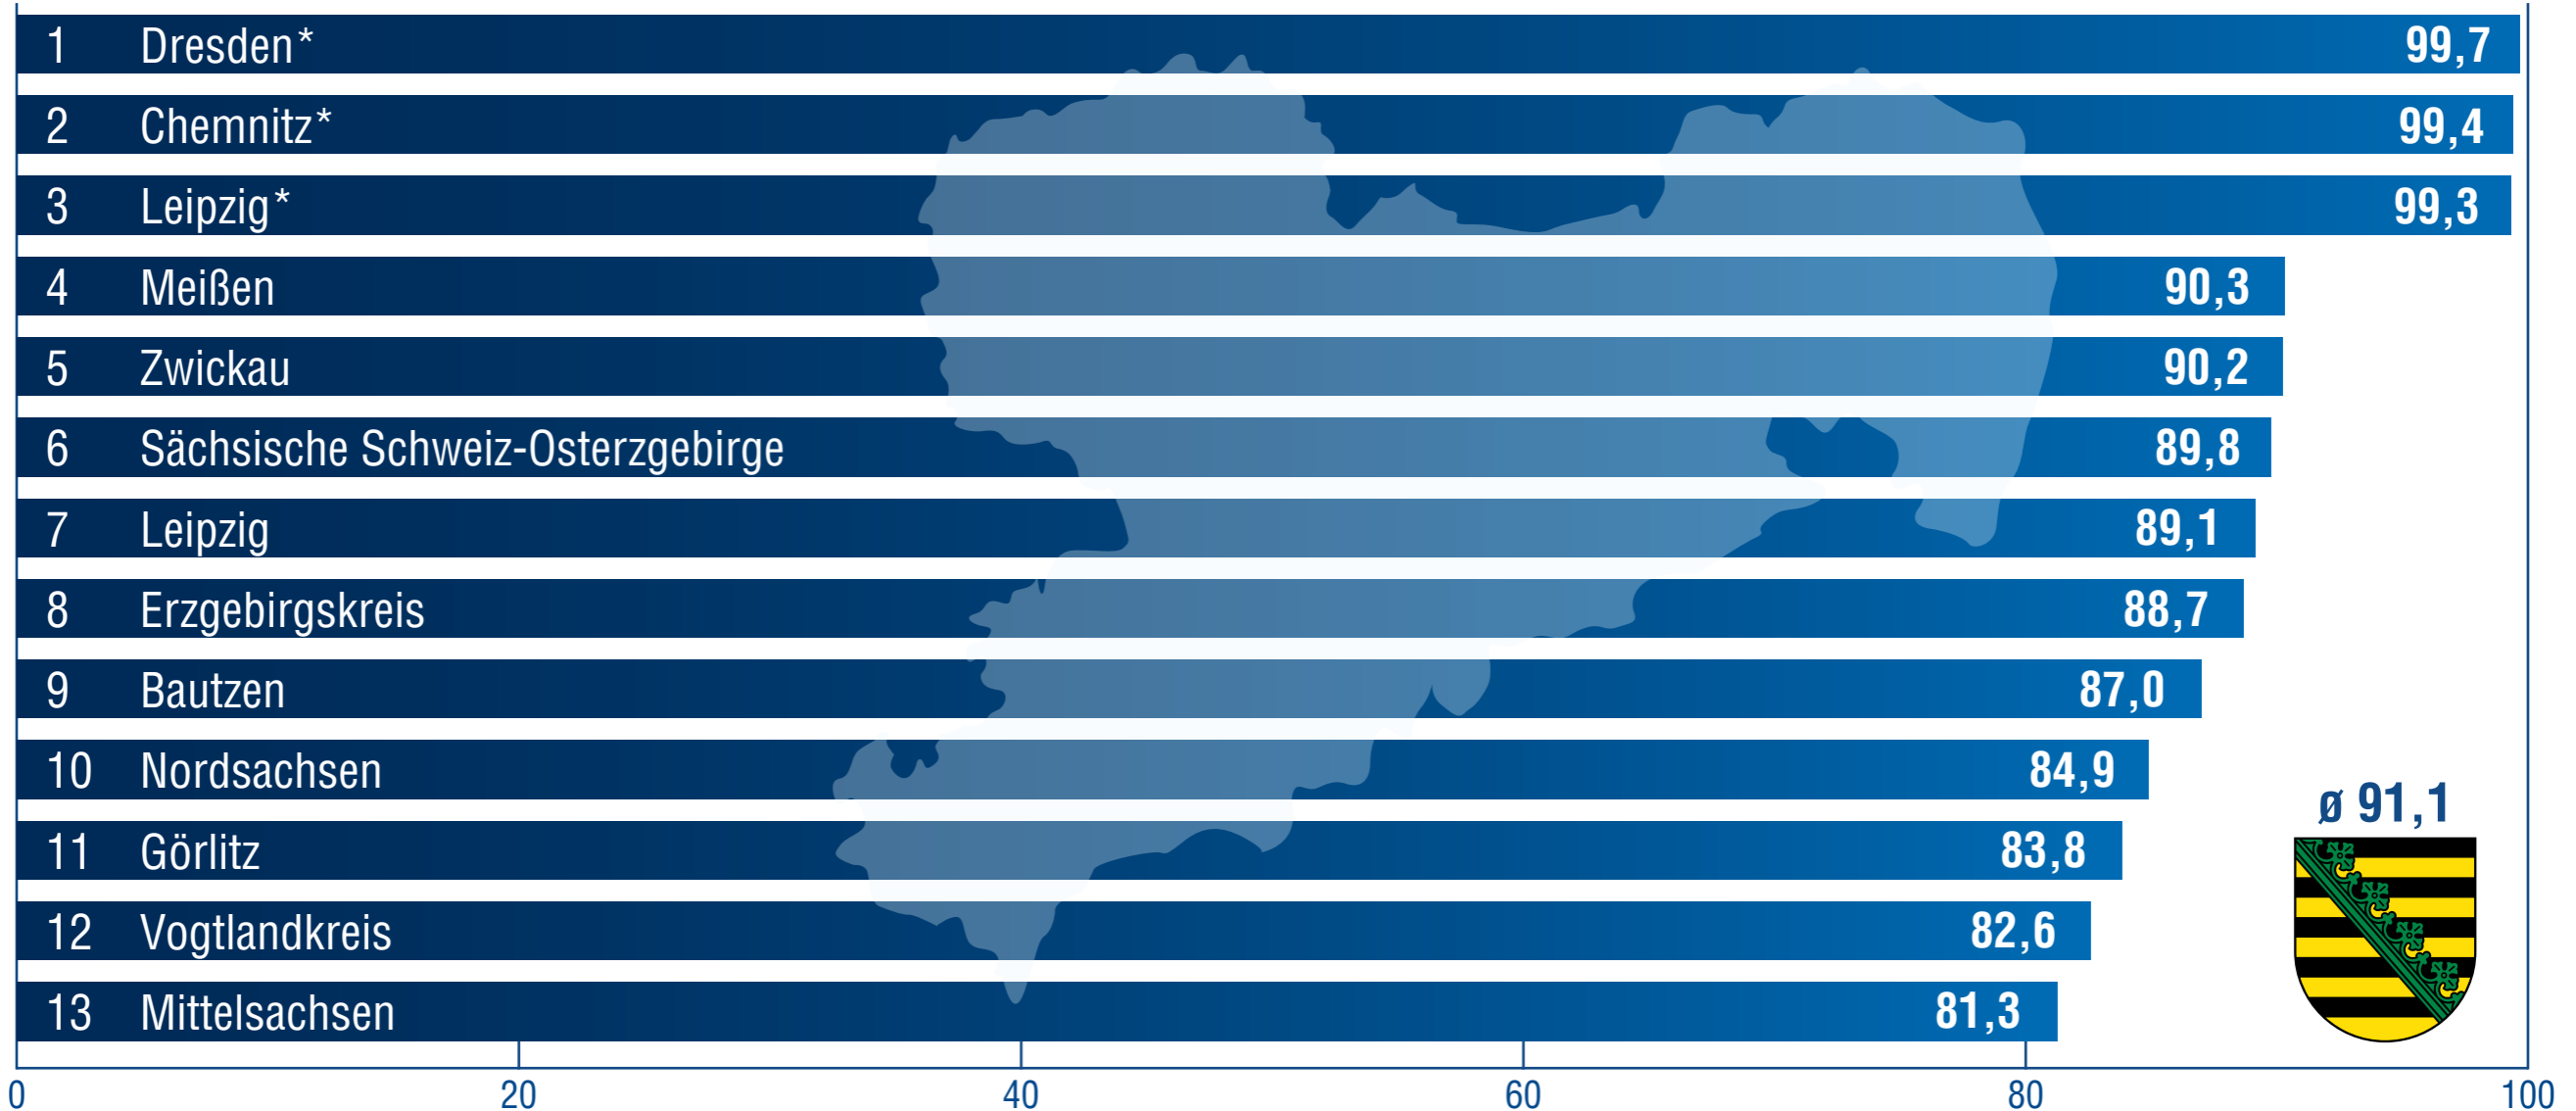 1 Dresden* 99,7
2 Chemnitz* 99,4
3 Leipzig* 99,3
4 Meißen 90,3
5 Zwickau 90,2
6 Sächsische Schweiz-Osterzgebirge 89,8
7 Leipzig 89,1
8 Erzgebirgskreis 88,7
9 Bautzen 87,0
10 Nordsachsen 84,9
ø 91,1
11 Görlitz 83,8
12 Vogtlandkreis 82,6
13 Mittelsachsen 81,3
0 20 40 60 80 100